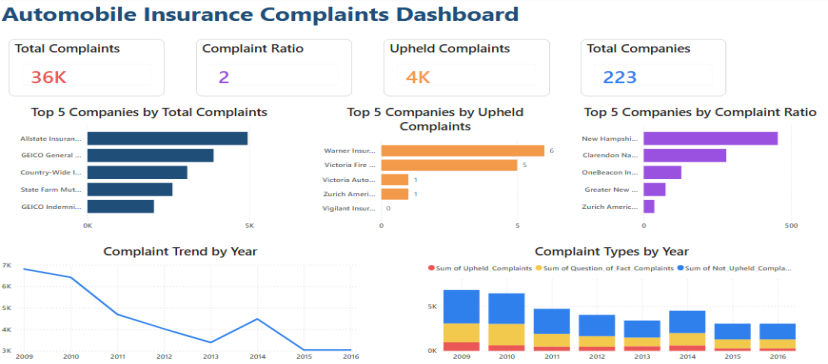 Automobile Insurance Complaints Dashboard
Total Complaints
36K
Complaint Ratio
2
Upheld Complaints
4K
Total Companies
223
Top 5 Companies by Total Complaints
Allstate Insuran...
GEICO General ...
Country-Wide I...
State Farm Mut...
GEICO Indemni...
0K 5K
Top 5 Companies by Upheld
Complaints
Warner Insur... 6
Victoria Fire ... 5
Victoria Auto... 1
Zurich Ameri... 1
Vigilant Insur... 0
0 5
Top 5 Companies by Complaint Ratio
New Hampshi...
Clarendon Na...
OneBeacon In...
Greater New ...
Zurich Americ...
0 500
Complaint Trend by Year
7K
6K
5K
4K
3K
2009 2010 2011 2012 2013 2014 2015 2016
Complaint Types by Year
Sum of Upheld_Complaints Sum of Question_of_Fact_Complaints Sum of Not_Upheld_Compla...
5K
0K
2009 2010 2011 2012 2013 2014 2015 2016